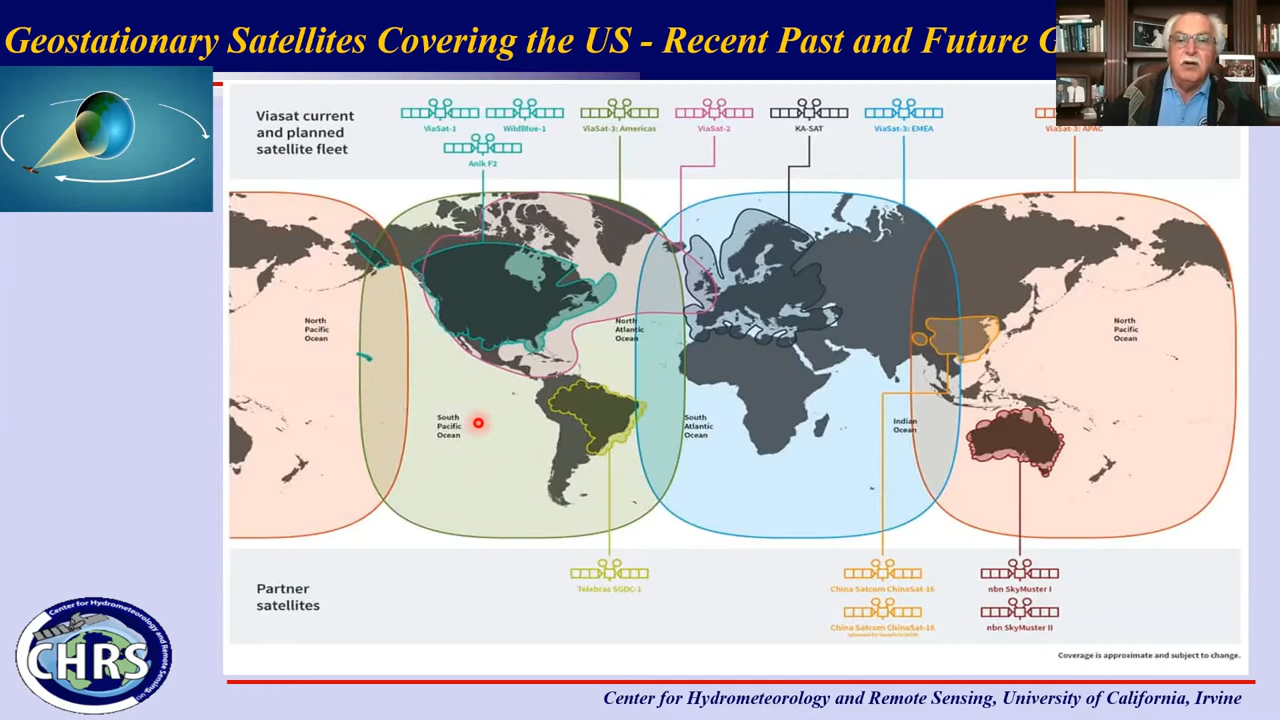 Geostationary Satellites Covering the US - Recent Past and Future G
Viasat current
and planned
satellite fleet
ViaSat-1
WildBlue-1
ViaSat-3: Americas
ViaSat-2
KA-SAT
ViaSat-3: EMEA
ViaSat-3: APAC
Anik F2
North
Pacific
Ocean
North
Atlantic
Ocean
North
Pacific
Ocean
South
Pacific
Ocean
South
Atlantic
Ocean
Indian
Ocean
Partner
satellites
Telebras SGDC-1
China Satcom ChinaSat-16
nbn SkyMuster I
China Satcom ChinaSat-18
nbn SkyMuster II
Coverage is approximate and subject to change.
Center for Hydrometeorology and Remote Sensing, UCI
CHRS
Center for Hydrometeorology and Remote Sensing, University of California, Irvine